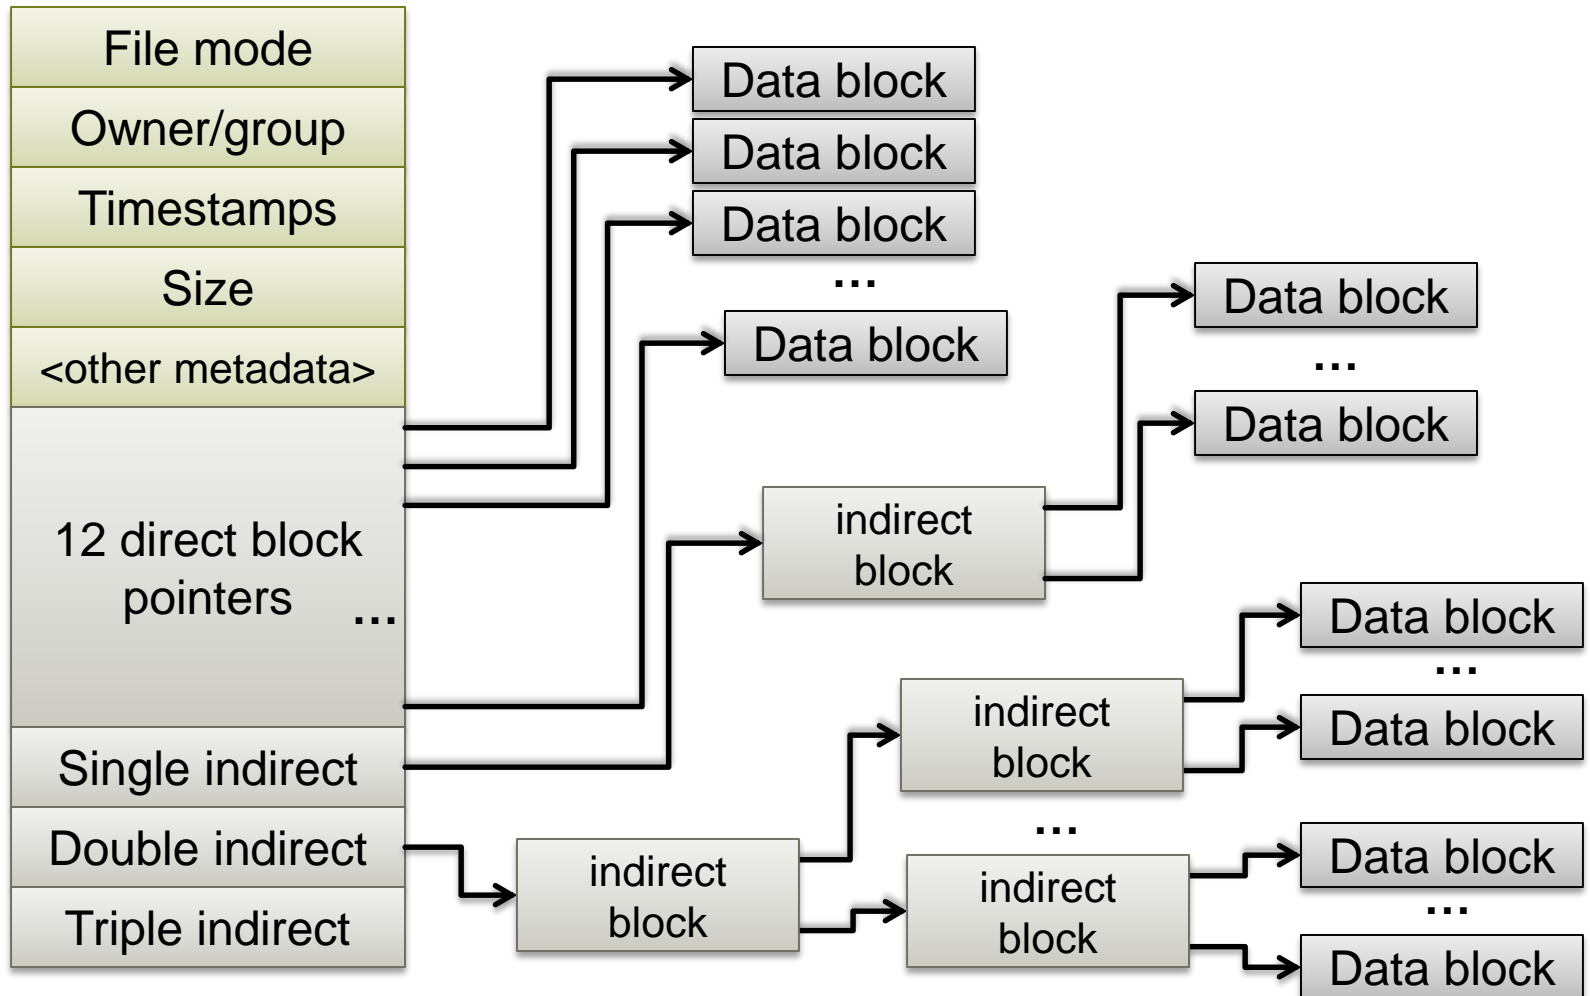 File mode
Owner/group
Timestamps
Size
<other metadata>
12 direct block
pointers ...
Single indirect
Double indirect
Triple indirect
Data block
Data block
Data block
...
Data block
Data block
...
Data block
indirect
block
Data block
...
Data block
indirect
block
...
indirect
block
indirect
block
Data block
...
Data block